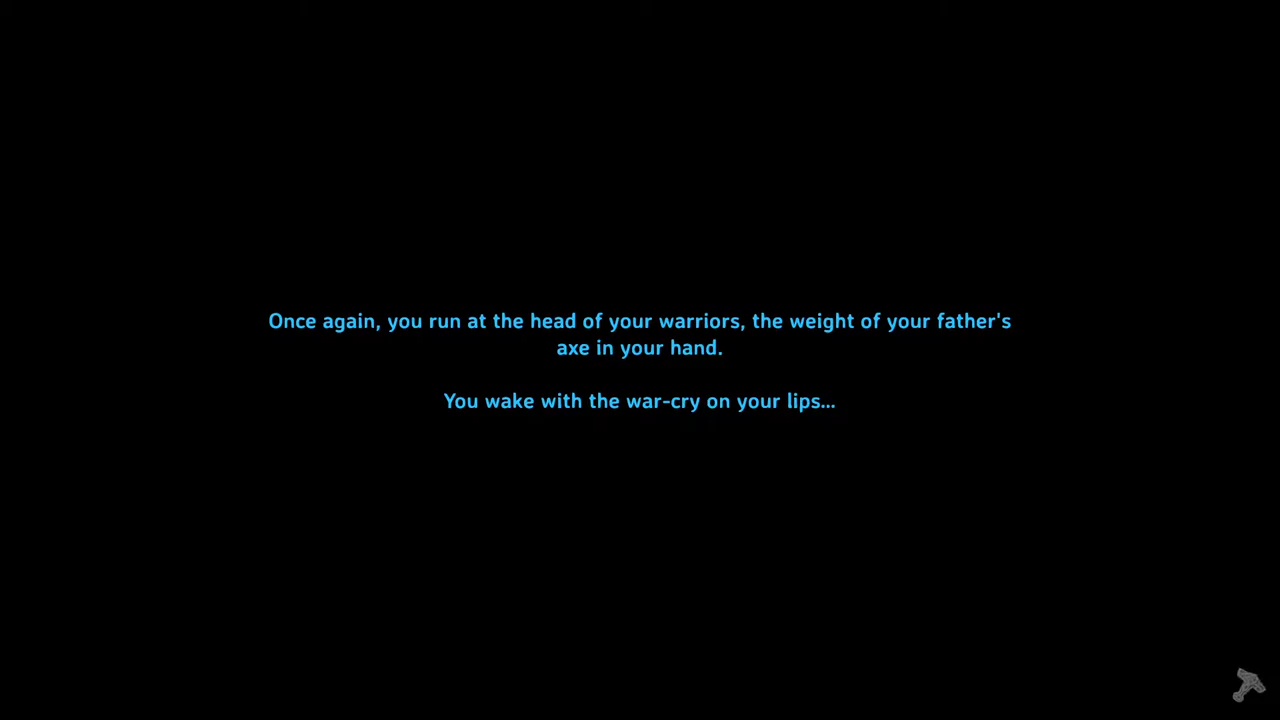 Once again, you run at the head of your warriors, the weight of your father's
axe in your hand.
You wake with the war-cry on your lips...